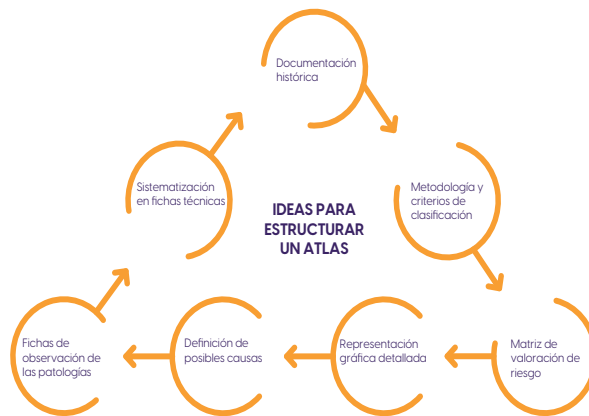 Documentación
histórica
Sistematización
en fichas técnicas
IDEAS PARA
ESTRUCTURAR
UN ATLAS
Metodología y
criterios de
clasificación
Fichas de
observación de
las patologías
Definición de
posibles causas
Representación
gráfica detallada
Matriz de
valoración de
riesgo